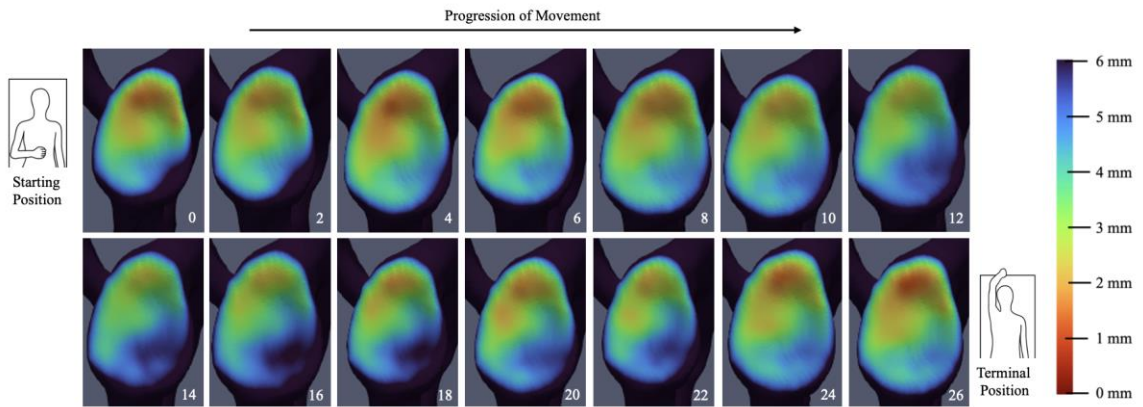 Progression of Movement
Starting
Position
0
2
4
6
8
10
12
14
16
18
20
22
24
26
Terminal
Position
6 mm
5 mm
4 mm
3 mm
2 mm
1 mm
0 mm